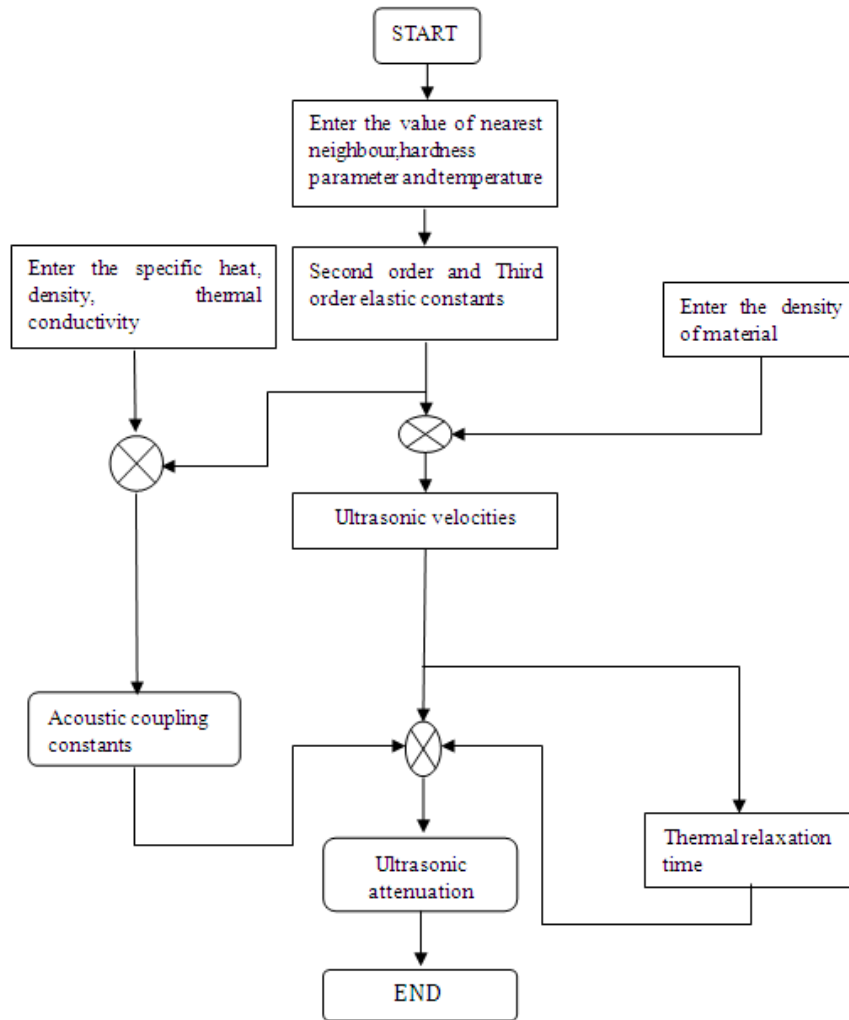 START
Enter the value of nearest
neighbour,hardness
parameter and temperature
Enter the specific heat,
density, thermal
conductivity
Second order and Third
order elastic constants
Enter the density
of material
Ultrasonic velocities
Acoustic coupling
constants
Thermal relaxation
time
Ultrasonic
attenuation
END